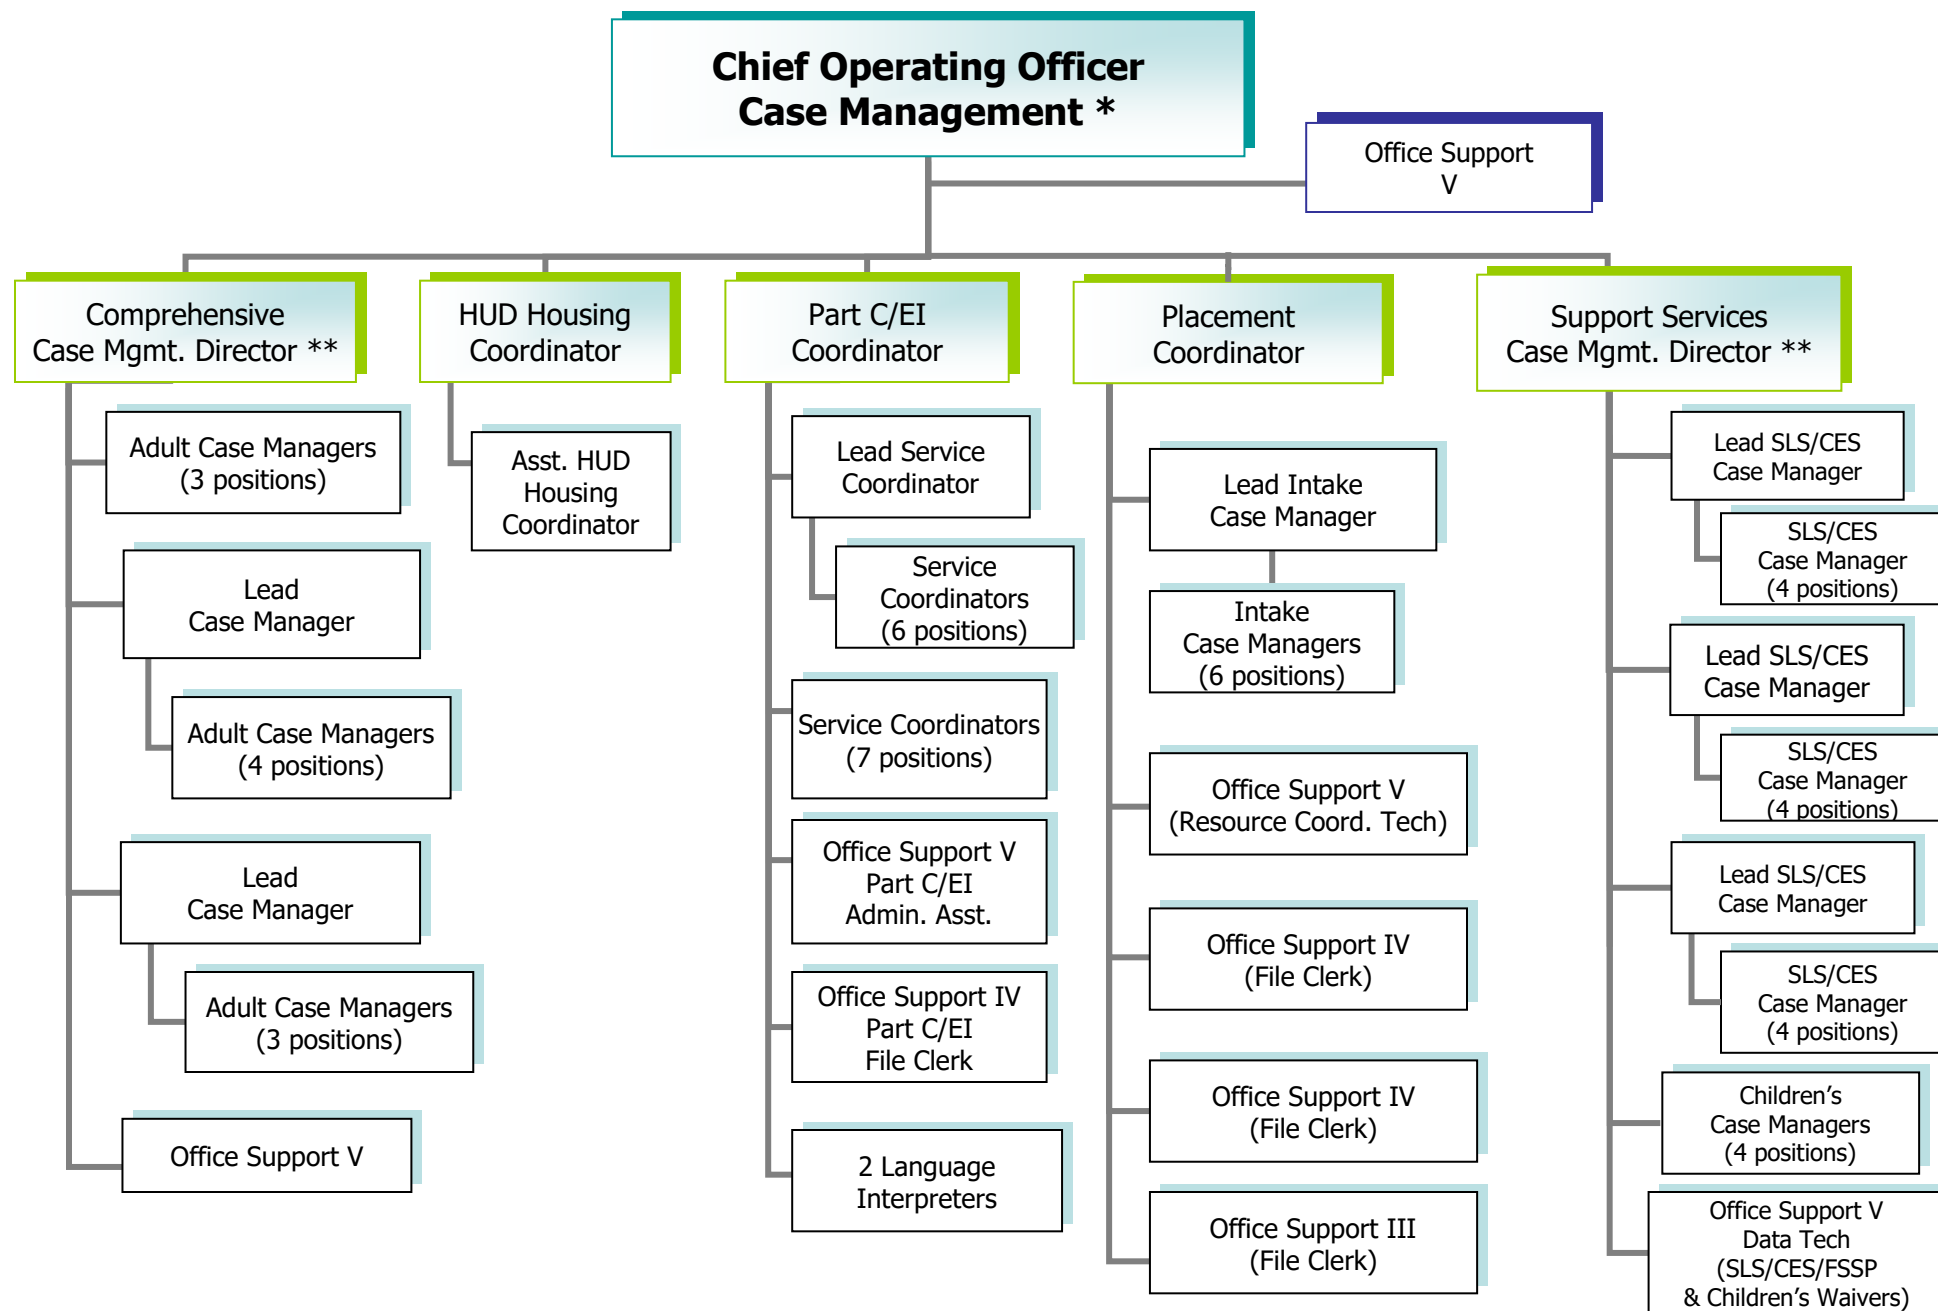 Chief Operating Officer
Case Management *
Office Support
V
Comprehensive
Case Mgmt. Director **
HUD Housing
Coordinator
Part C/EI
Coordinator
Placement
Coordinator
Support Services
Case Mgmt. Director **
Adult Case Managers
(3 positions)
Lead
Case Manager
Adult Case Managers
(4 positions)
Lead
Case Manager
Adult Case Managers
(3 positions)
Office Support V
Asst. HUD
Housing
Coordinator
Lead Service
Coordinator
Service
Coordinators
(6 positions)
Service Coordinators
(7 positions)
Office Support V
Part C/EI
Admin. Asst.
Office Support IV
Part C/EI
File Clerk
2 Language
Interpreters
Lead Intake
Case Manager
Intake
Case Managers
(6 positions)
Office Support V
(Resource Coord. Tech)
Office Support IV
(File Clerk)
Office Support IV
(File Clerk)
Office Support III
(File Clerk)
Lead SLS/CES
Case Manager
SLS/CES
Case Manager
(4 positions)
Lead SLS/CES
Case Manager
SLS/CES
Case Manager
(4 positions)
Lead SLS/CES
Case Manager
SLS/CES
Case Manager
(4 positions)
Children’s
Case Managers
(4 positions)
Office Support V
Data Tech
(SLS/CES/FSSP
& Children’s Waivers)